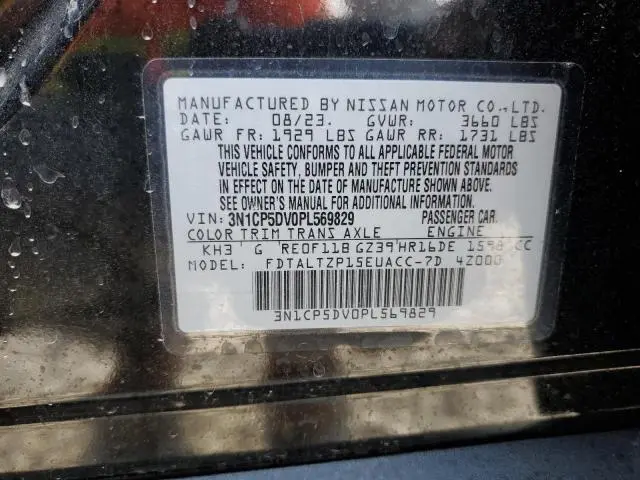 MANUFACTURED BY NISSAN MOTOR CO.,LTD.
DATE: 08/23. GVWR: 3660 LBS
GAWR FR: 1929 LBS GAWR RR: 1731 LBS
THIS VEHICLE CONFORMS TO ALL APPLICABLE FEDERAL MOTOR
VEHICLE SAFETY, BUMPER AND THEFT PREVENTION STANDARDS
IN EFFECT ON THE DATE OF MANUFACTURE SHOWN ABOVE.
SEE OWNER'S MANUAL FOR ADDITIONAL INFORMATION.
VIN: 3N1CP5DV0PL569829 PASSENGER CAR.
COLOR TRIM TRANS AXLE ENGINE
KH3 G RE0F11B GZ39 HR16DE 1598 CC
MODEL: FDTALTZP15EUACC-7D 4Z000
3N1CP5DV0PL569829